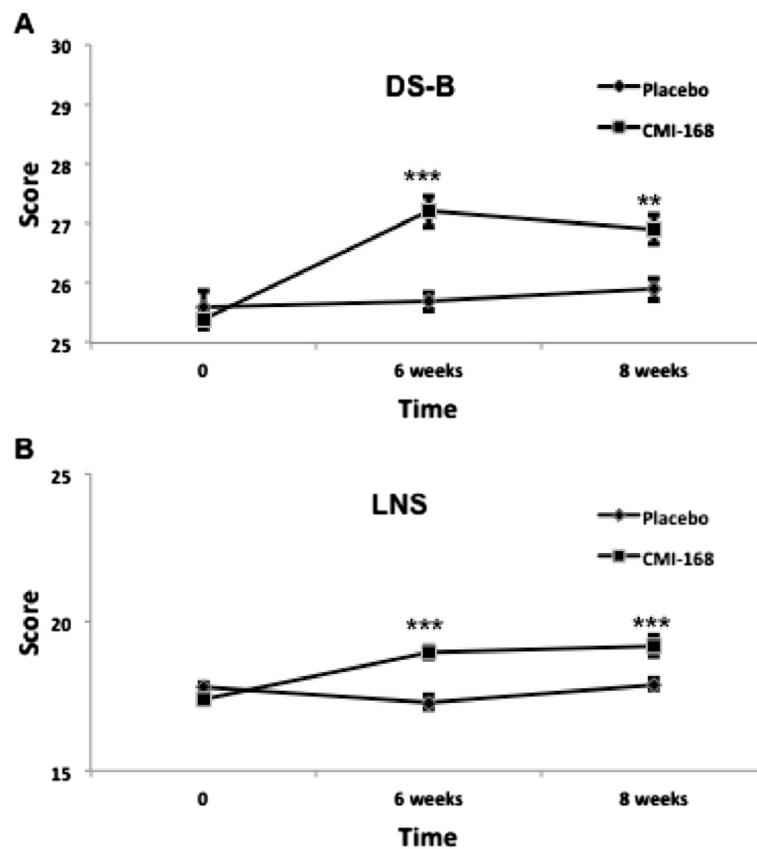 A
30
DS-B
29
Placebo
CMI-168
28
***
**
27
Score
26
25
0
6 weeks
8 weeks
Time
B
25
LNS
Placebo
CMI-168
20
***
***
Score
15
0
6 weeks
8 weeks
Time